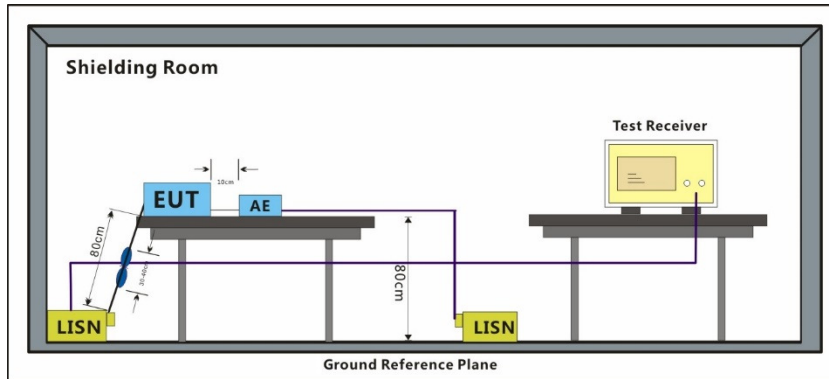 Shielding Room
Test Receiver
10cm
EUT
AE
80cm
30-40cm
80cm
LISN
LISN
Ground Reference Plane